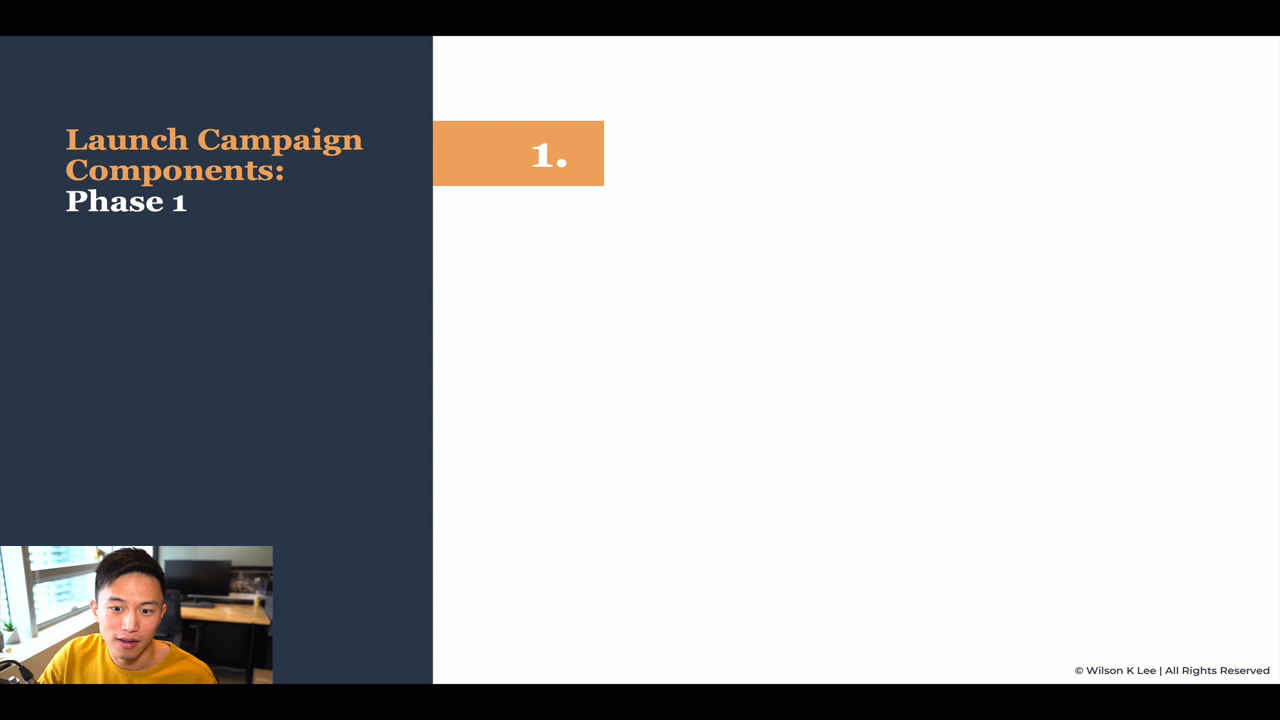 Launch Campaign
Components:
Phase 1
1.
© Wilson K Lee | All Rights Reserved